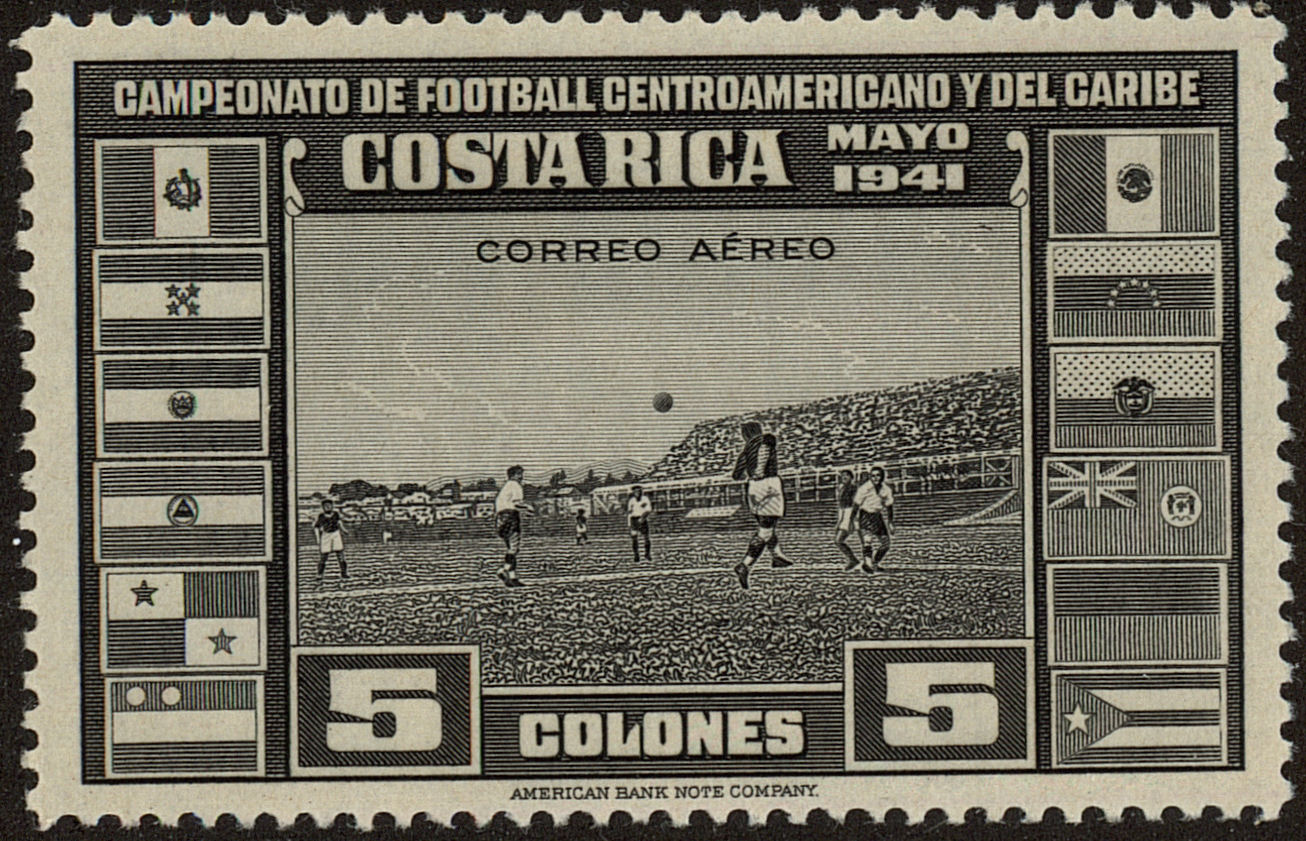 CAMPEONATO DE FOOTBALL CENTROAMERICANO Y DEL CARIBE
COSTA RICA MAYO 1941
CORREO AÉREO
5 COLONES 5
AMERICAN BANK NOTE COMPANY.